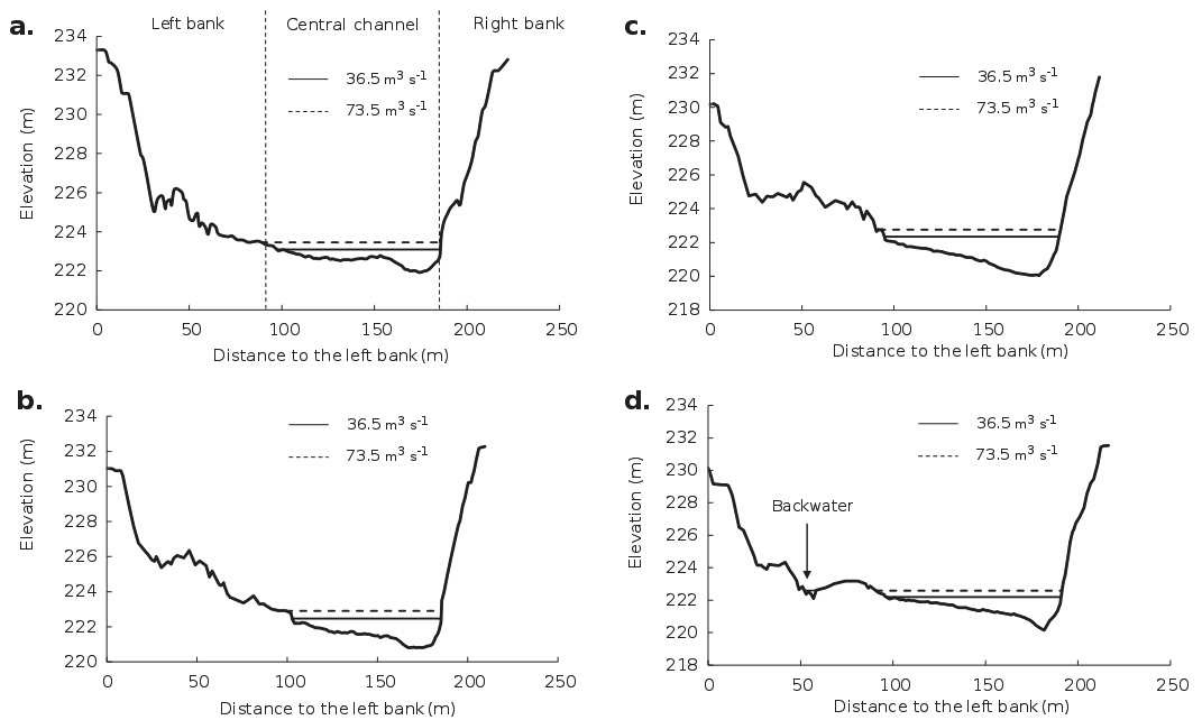 a.
Left bank
Central channel
Right bank
Elevation (m)
234
232
230
228
226
224
222
220
36.5 m³ s⁻¹
73.5 m³ s⁻¹
0 50 100 150 200 250
Distance to the left bank (m)
c.
Elevation (m)
234
232
230
228
226
224
222
220
218
36.5 m³ s⁻¹
73.5 m³ s⁻¹
0 50 100 150 200 250
Distance to the left bank (m)
b.
Elevation (m)
234
232
230
228
226
224
222
220
36.5 m³ s⁻¹
73.5 m³ s⁻¹
0 50 100 150 200 250
Distance to the left bank (m)
d.
Elevation (m)
234
232
230
228
226
224
222
220
218
36.5 m³ s⁻¹
73.5 m³ s⁻¹
Backwater
0 50 100 150 200 250
Distance to the left bank (m)